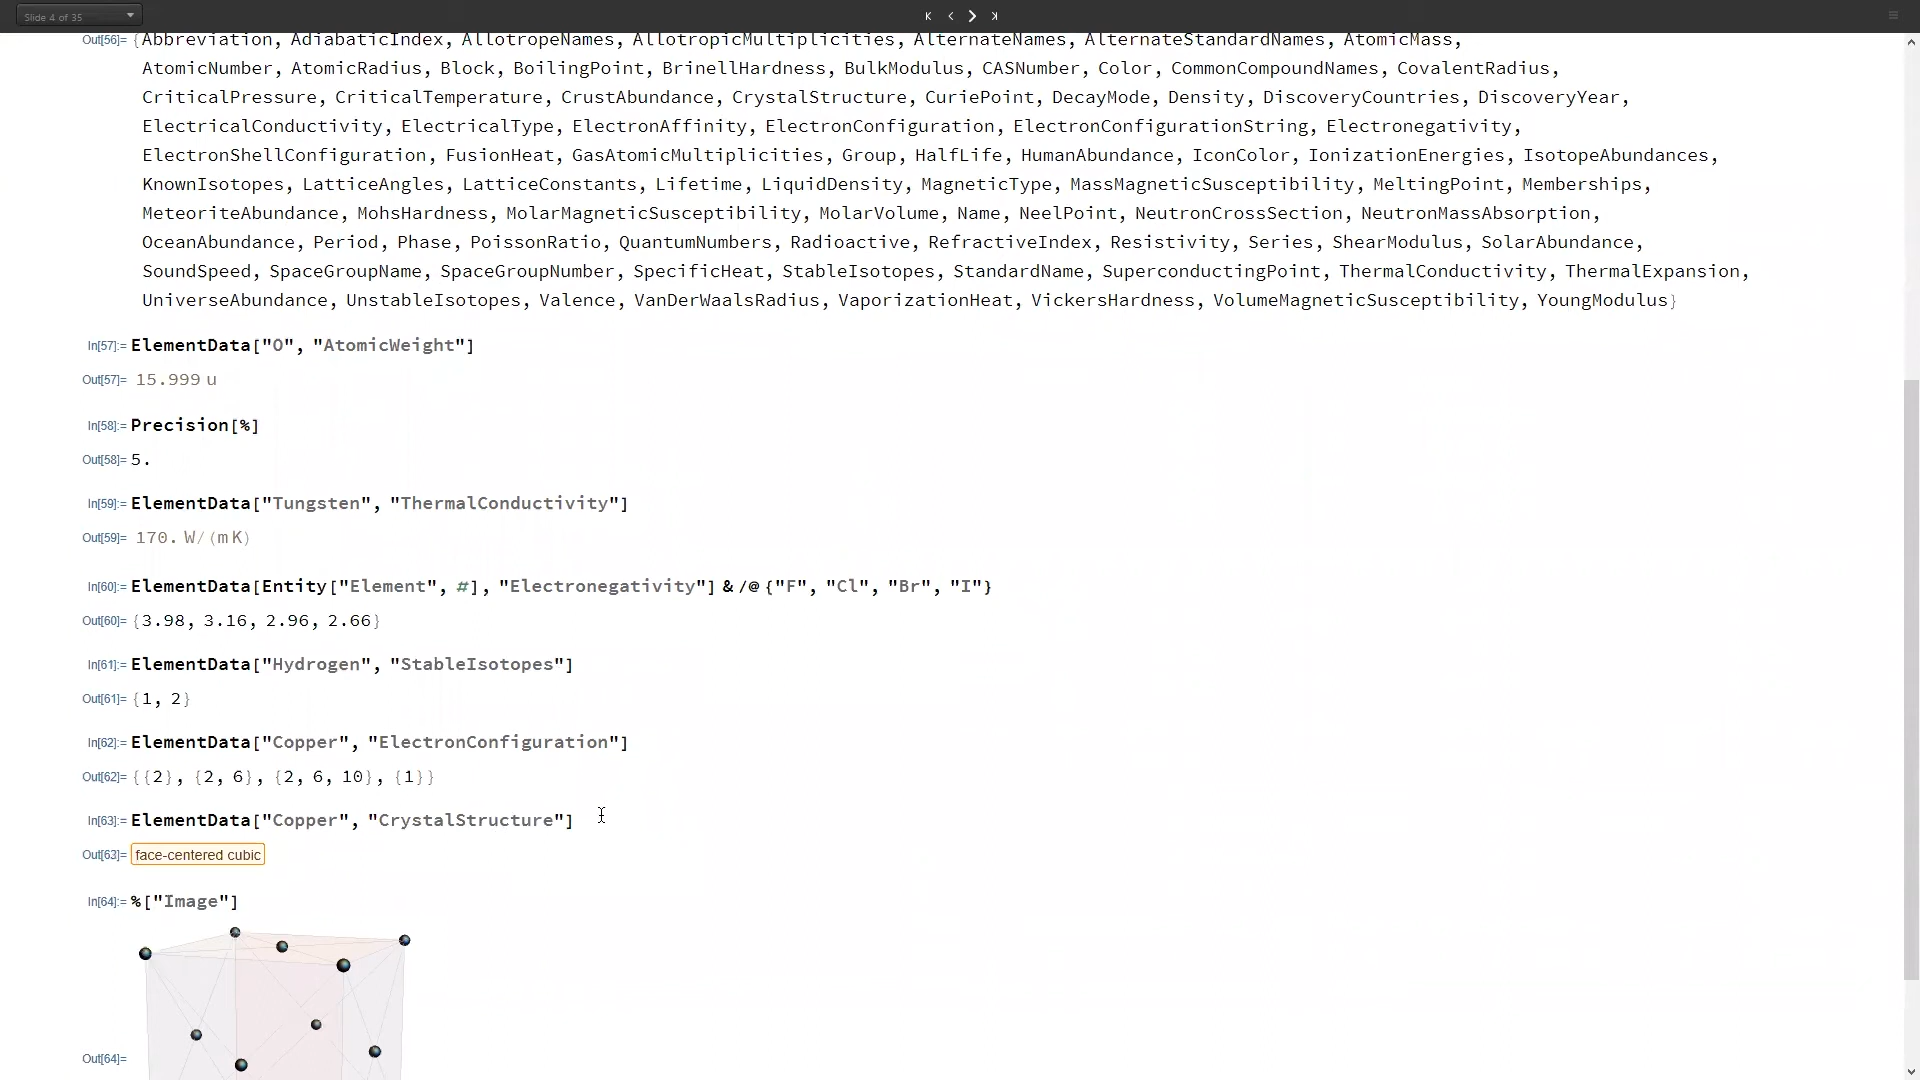 Slide 4 of 35
Out[56]= {Abbreviation, AdiabaticIndex, AllotropeNames, AllotropicMultiplicities, AlternateNames, AlternateStandardNames, AtomicMass,
AtomicNumber, AtomicRadius, Block, BoilingPoint, BrinellHardness, BulkModulus, CASNumber, Color, CommonCompoundNames, CovalentRadius,
CriticalPressure, CriticalTemperature, CrustAbundance, CrystalStructure, CuriePoint, DecayMode, Density, DiscoveryCountries, DiscoveryYear,
ElectricalConductivity, ElectricalType, ElectronAffinity, ElectronConfiguration, ElectronConfigurationString, Electronegativity,
ElectronShellConfiguration, FusionHeat, GasAtomicMultiplicities, Group, HalfLife, HumanAbundance, IconColor, IonizationEnergies, IsotopeAbundances,
KnownIsotopes, LatticeAngles, LatticeConstants, Lifetime, LiquidDensity, MagneticType, MassMagneticSusceptibility, MeltingPoint, Memberships,
MeteoriteAbundance, MohsHardness, MolarMagneticSusceptibility, MolarVolume, Name, NeelPoint, NeutronCrossSection, NeutronMassAbsorption,
OceanAbundance, Period, Phase, PoissonRatio, QuantumNumbers, Radioactive, RefractiveIndex, Resistivity, Series, ShearModulus, SolarAbundance,
SoundSpeed, SpaceGroupName, SpaceGroupNumber, SpecificHeat, StableIsotopes, StandardName, SuperconductingPoint, ThermalConductivity, ThermalExpansion,
UniverseAbundance, UnstableIsotopes, Valence, VanDerWaalsRadius, VaporizationHeat, VickersHardness, VolumeMagneticSusceptibility, YoungModulus}
In[57]:= ElementData["O", "AtomicWeight"]
Out[57]= 15.999 u
In[58]:= Precision[%]
Out[58]= 5.
In[59]:= ElementData["Tungsten", "ThermalConductivity"]
Out[59]= 170. W/(m K)
In[60]:= ElementData[Entity["Element", #], "Electronegativity"] & /@ {"F", "Cl", "Br", "I"}
Out[60]= {3.98, 3.16, 2.96, 2.66}
In[61]:= ElementData["Hydrogen", "StableIsotopes"]
Out[61]= {1, 2}
In[62]:= ElementData["Copper", "ElectronConfiguration"]
Out[62]= {{2}, {2, 6}, {2, 6, 10}, {1}}
In[63]:= ElementData["Copper", "CrystalStructure"]
Out[63]= face-centered cubic
In[64]:= %["Image"]
Out[64]=